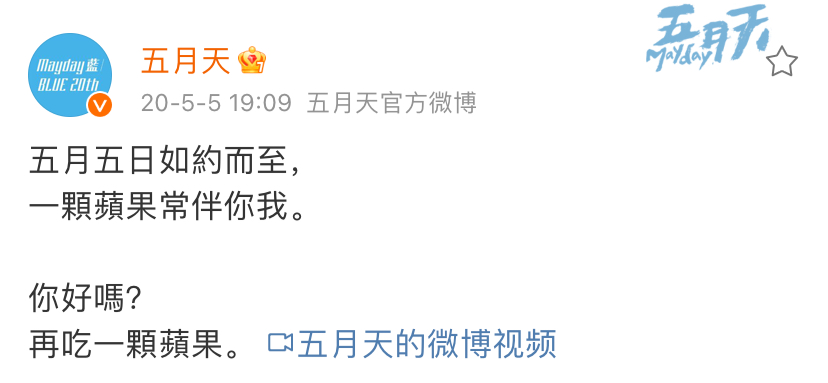 五月天
Mayday
Mayday 藍
BLUE 20th
五月天
20-5-5 19:09 五月天官方微博
五月五日如約而至，
一顆蘋果常伴你我。
你好嗎？
再吃一顆蘋果。 五月天的微博视频